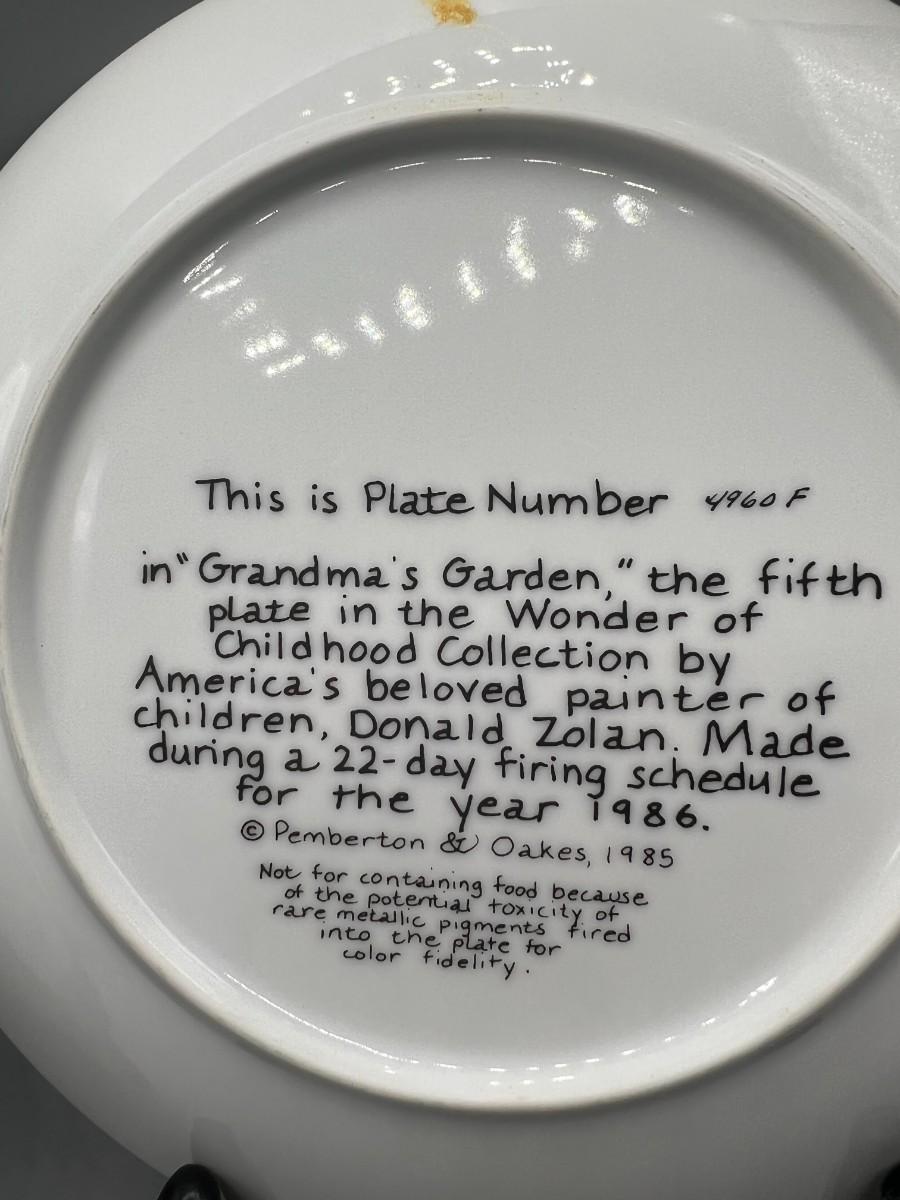 This is Plate Number 4960 F
in "Grandma's Garden," the fifth
plate in the Wonder of
Childhood Collection by
America's beloved painter of
children, Donald Zolan. Made
during a 22-day firing schedule
for the year 1986.
© Pemberton & Oakes, 1985
Not for containing food because
of the potential toxicity of
rare metallic pigments fired
into the plate for
color fidelity.